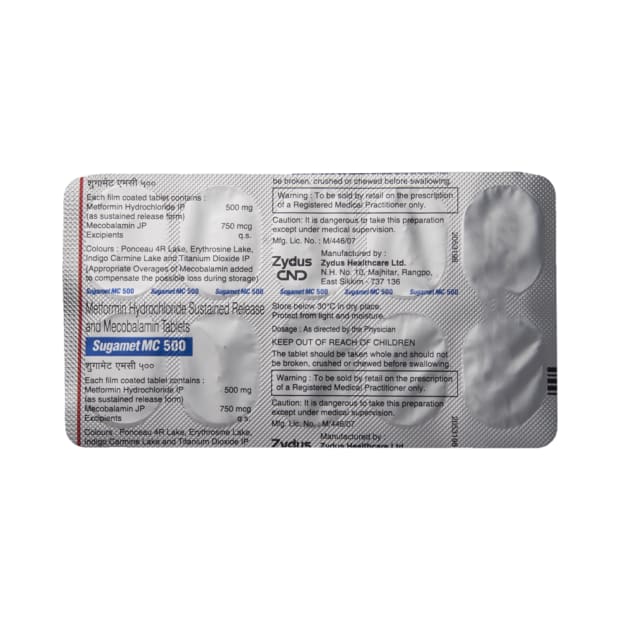 शुगामेट एमसी ५००
Each film coated tablet contains :
Metformin Hydrochloride IP 500 mg
(as sustained release form)
Mecobalamin JP 750 mcg
Excipients q.s.
Colours : Ponceau 4R Lake, Erythrosine Lake,
Indigo Carmine Lake and Titanium Dioxide IP
(Appropriate Overages of Mecobalamin added
to compensate the possible loss during storage)
Sugamet MC 500 Sugamet MC 500 Sugamet MC 500 Sugamet MC 500 Sugamet MC 500 Sugamet MC 500
Metformin Hydrochloride Sustained Release
and Mecobalamin Tablets
Sugamet MC 500
शुगामेट एमसी ५००
Each film coated tablet contains :
Metformin Hydrochloride IP 500 mg
(as sustained release form)
Mecobalamin JP 750 mcg
Excipients q.s.
Colours : Ponceau 4R Lake, Erythrosine Lake,
Indigo Carmine Lake and Titanium Dioxide IP
be broken, crushed or chewed before swallowing.
Warning : To be sold by retail on the prescription
of a Registered Medical Practitioner only.
Caution: It is dangerous to take this preparation
except under medical supervision.
Mfg. Lic. No. : M/446/07
Zydus
CND
Manufactured by :
Zydus Healthcare Ltd.
N.H. No. 10, Majhitar, Rangpo,
East Sikkim - 737 136
Store below 30°C in dry place.
Protect from light and moisture.
Dosage : As directed by the Physician
KEEP OUT OF REACH OF CHILDREN
The tablet should be taken whole and should not
be broken, crushed or chewed before swallowing.
Warning : To be sold by retail on the prescription
of a Registered Medical Practitioner only.
Caution: It is dangerous to take this preparation
except under medical supervision.
Mfg. Lic. No. : M/446/07
Zydus
Manufactured by :
Zydus Healthcare Ltd.
2053198
2053198